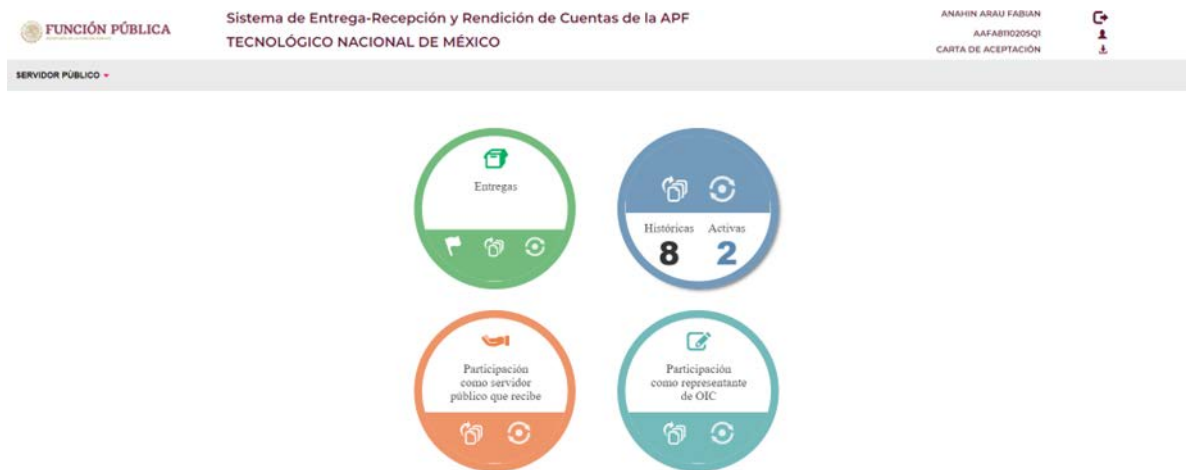 FUNCIÓN PÚBLICA
Sistema de Entrega-Recepción y Rendición de Cuentas de la APF
TECNOLÓGICO NACIONAL DE MÉXICO
ANAHIN ARAU FABIAN
AAFA8110205Q1
CARTA DE ACEPTACIÓN
SERVIDOR PÚBLICO
Entregas
Históricas Activas
8 2
Participación
como servidor
público que recibe
Participación
como representante
de OIC